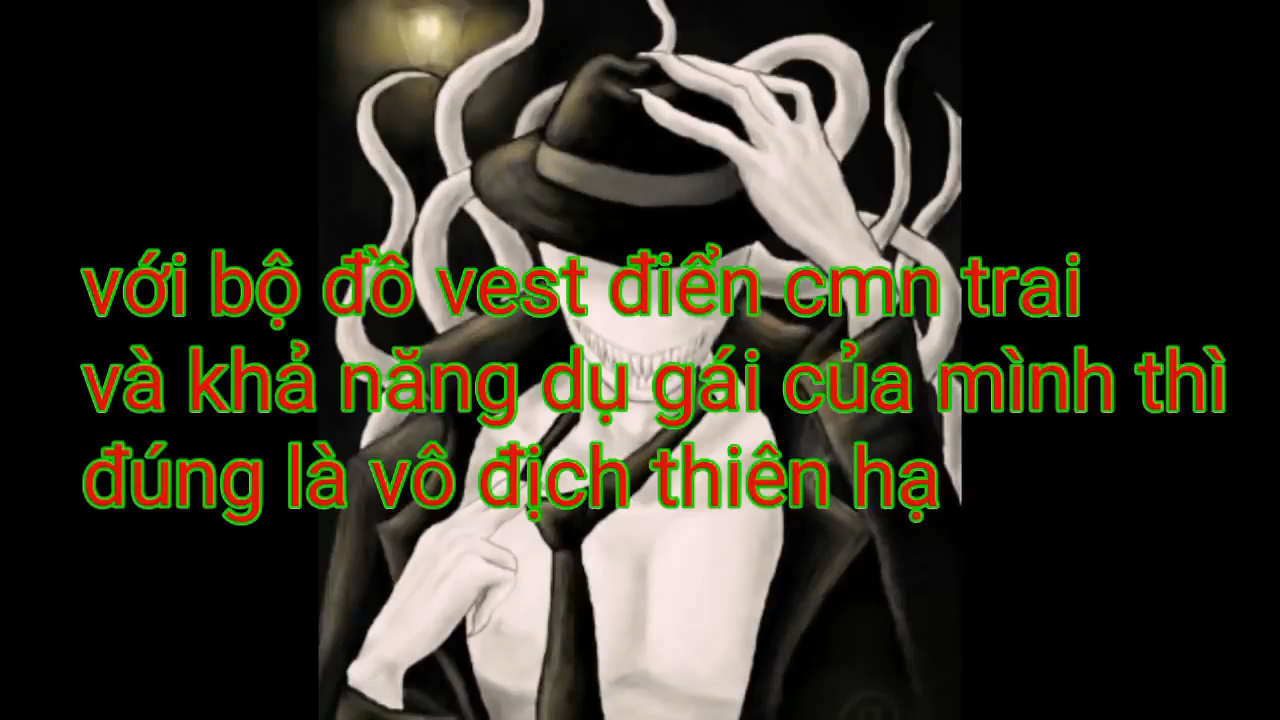 với bộ đồ vest điển cmn trai
và khả năng dụ gái của mình thì
đúng là vô địch thiên hạ